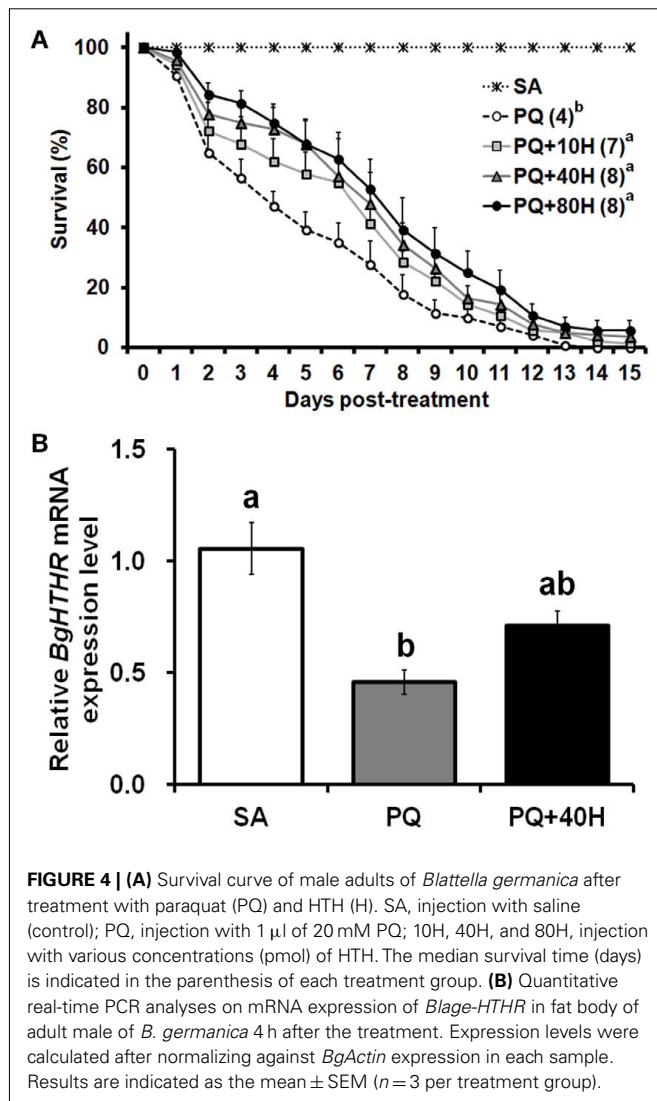 A
100
80
60
40
20
0
Survival (%)
SA
PQ (4)b
PQ+10H (7)a
PQ+40H (8)a
PQ+80H (8)a
0 1 2 3 4 5 6 7 8 9 10 11 12 13 14 15
Days post-treatment
B
Relative BgHTHR mRNA
expression level
1.5
1.0
0.5
0.0
a
b
ab
SA PQ PQ+40H
FIGURE 4 | (A) Survival curve of male adults of Blattella germanica after
treatment with paraquat (PQ) and HTH (H). SA, injection with saline
(control); PQ, injection with 1 μl of 20 mM PQ; 10H, 40H, and 80H, injection
with various concentrations (pmol) of HTH. The median survival time (days)
is indicated in the parenthesis of each treatment group. (B) Quantitative
real-time PCR analyses on mRNA expression of Blage-HTHR in fat body of
adult male of B. germanica 4 h after the treatment. Expression levels were
calculated after normalizing against BgActin expression in each sample.
Results are indicated as the mean ± SEM (n = 3 per treatment group).